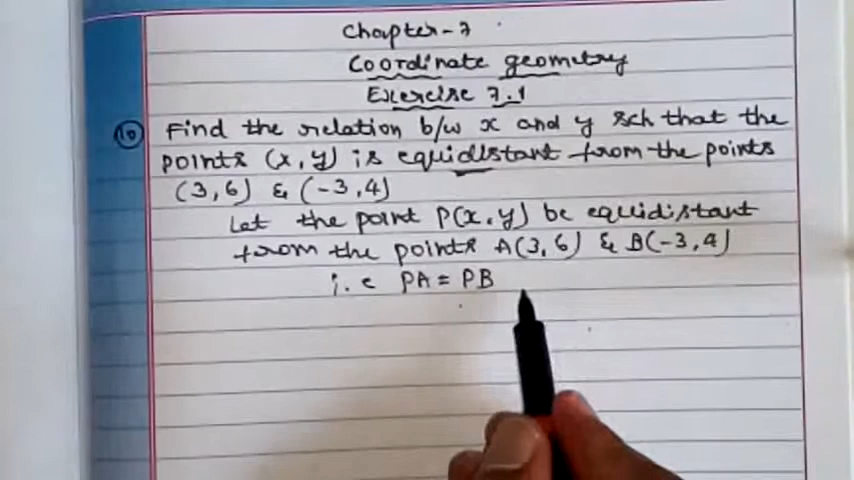 Chapter-7
Coordinate geometry
Exercise 7.1
10 Find the relation b/w x and y sch that the
points (x, y) is equidistant from the points
(3,6) & (-3,4)
Let the point P(x, y) be equidistant
from the points A(3,6) & B(-3,4)
i.e PA = PB